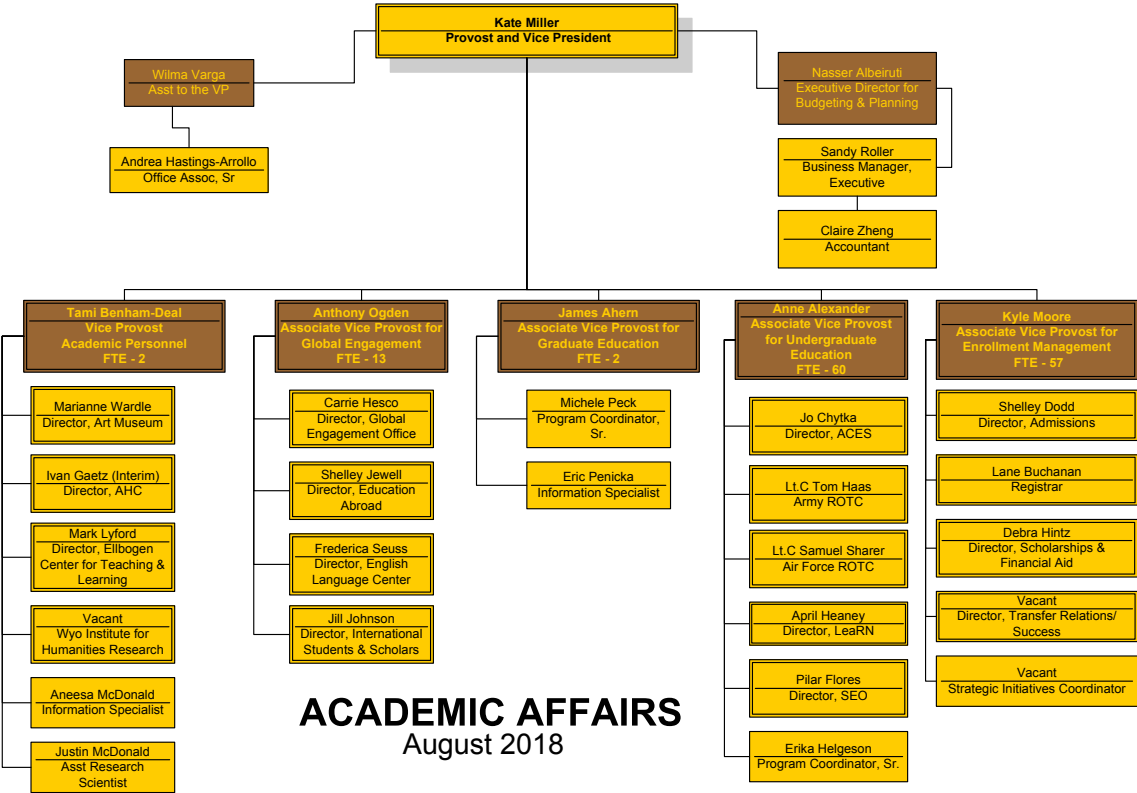 Kate Miller
Provost and Vice President
Wilma Varga
Asst to the VP
Andrea Hastings-Arrollo
Office Assoc, Sr
Nasser Albeiruti
Executive Director for
Budgeting & Planning
Sandy Roller
Business Manager,
Executive
Claire Zheng
Accountant
Tami Benham-Deal
Vice Provost
Academic Personnel
FTE - 2
Marianne Wardle
Director, Art Museum
Ivan Gaetz (Interim)
Director, AHC
Mark Lyford
Director, Ellbogen
Center for Teaching &
Learning
Vacant
Wyo Institute for
Humanities Research
Aneesa McDonald
Information Specialist
Justin McDonald
Asst Research
Scientist
Anthony Ogden
Associate Vice Provost for
Global Engagement
FTE - 13
Carrie Hesco
Director, Global
Engagement Office
Shelley Jewell
Director, Education
Abroad
Frederica Seuss
Director, English
Language Center
Jill Johnson
Director, International
Students & Scholars
James Ahern
Associate Vice Provost for
Graduate Education
FTE - 2
Michele Peck
Program Coordinator,
Sr.
Eric Penicka
Information Specialist
Anne Alexander
Associate Vice Provost
for Undergraduate
Education
FTE - 60
Jo Chytka
Director, ACES
Lt.C Tom Haas
Army ROTC
Lt.C Samuel Sharer
Air Force ROTC
April Heaney
Director, LeaRN
Pilar Flores
Director, SEO
Erika Helgeson
Program Coordinator, Sr.
Kyle Moore
Associate Vice Provost for
Enrollment Management
FTE - 57
Shelley Dodd
Director, Admissions
Lane Buchanan
Registrar
Debra Hintz
Director, Scholarships &
Financial Aid
Vacant
Director, Transfer Relations/
Success
Vacant
Strategic Initiatives Coordinator
ACADEMIC AFFAIRS
August 2018